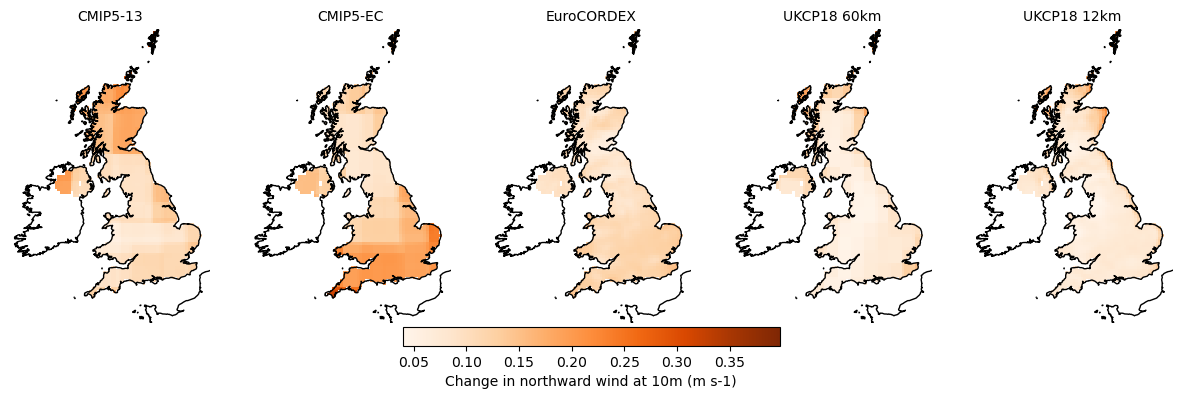 CMIP5-13
CMIP5-EC
EuroCORDEX
UKCP18 60km
UKCP18 12km
0.05 0.10 0.15 0.20 0.25 0.30 0.35
Change in northward wind at 10m (m s-1)